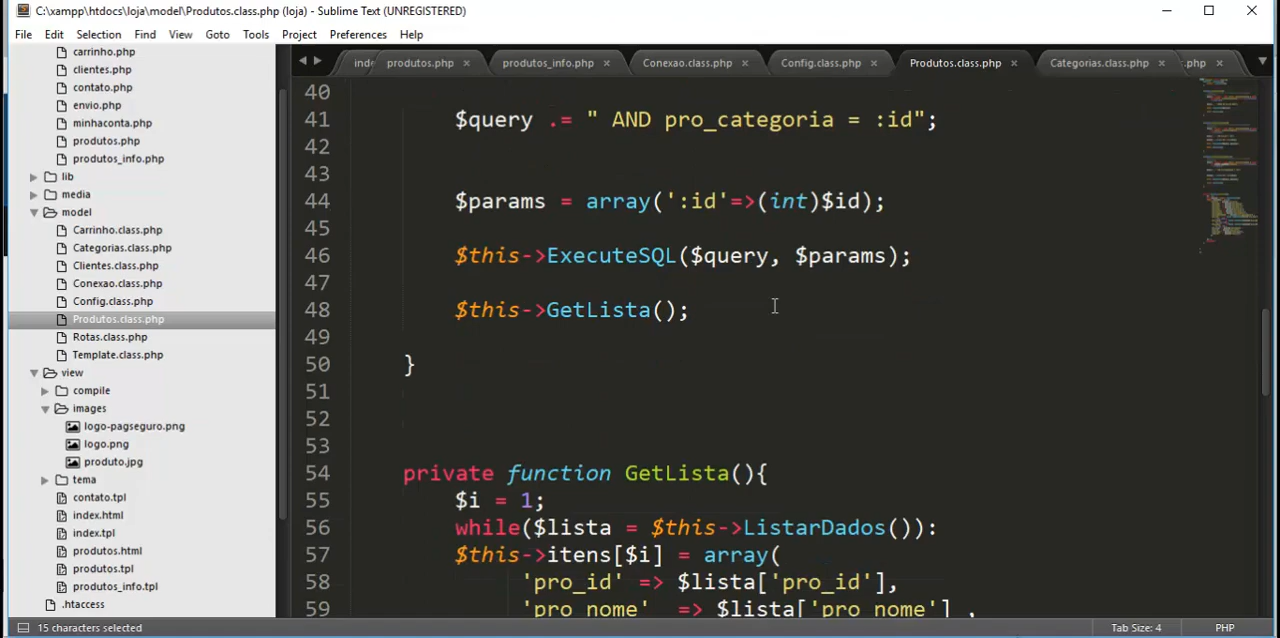 C:\xampp\htdocs\loja\model\Produtos.class.php (loja) - Sublime Text (UNREGISTERED)
File Edit Selection Find View Goto Tools Project Preferences Help
carrinho.php
clientes.php
contato.php
envio.php
minhaconta.php
produtos.php
produtos_info.php
lib
media
model
Carrinho.class.php
Categorias.class.php
Clientes.class.php
Conexao.class.php
Config.class.php
Produtos.class.php
Rotas.class.php
Template.class.php
view
compile
images
logo-pagseguro.png
logo.png
produto.jpg
tema
contato.tpl
index.html
index.tpl
produtos.html
produtos.tpl
produtos_info.tpl
.htaccess
inde produtos.php × produtos_info.php × Conexao.class.php × Config.class.php × Produtos.class.php × Categorias.class.php × .php ×
40
41 $query .= " AND pro_categoria = :id";
42
43
44 $params = array(':id'=>(int)$id);
45
46 $this->ExecuteSQL($query, $params);
47
48 $this->GetLista();
49
50 }
51
52
53
54 private function GetLista(){
55 $i = 1;
56 while($lista = $this->ListarDados()):
57 $this->itens[$i] = array(
58 'pro_id' => $lista['pro_id'],
59 'pro_nome' => $lista['pro_nome'] ,
15 characters selected Tab Size: 4 PHP